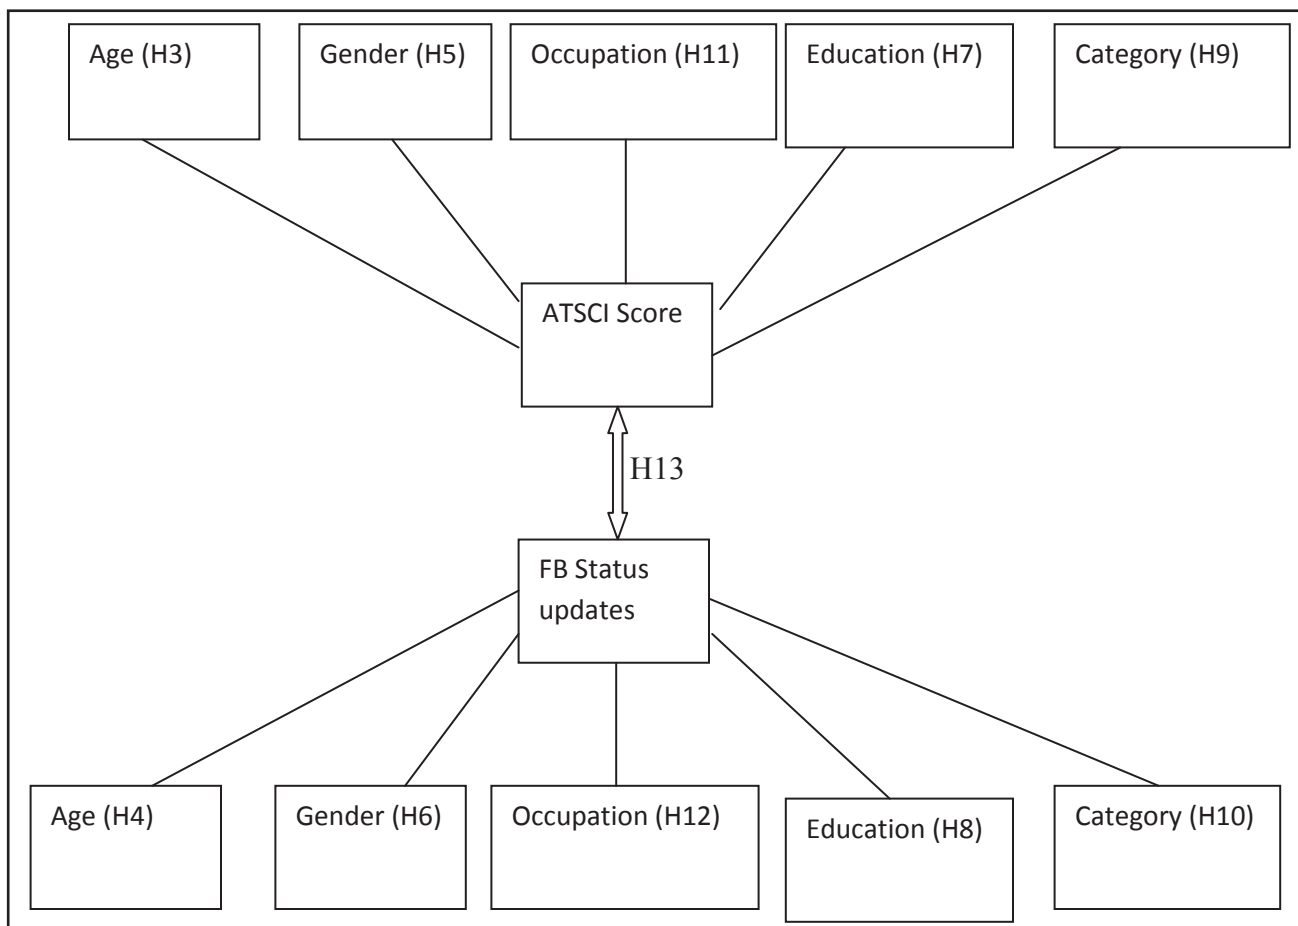 Age (H3)
Gender (H5)
Occupation (H11)
Education (H7)
Category (H9)
ATSCI Score
H13
FB Status
updates
Age (H4)
Gender (H6)
Occupation (H12)
Education (H8)
Category (H10)